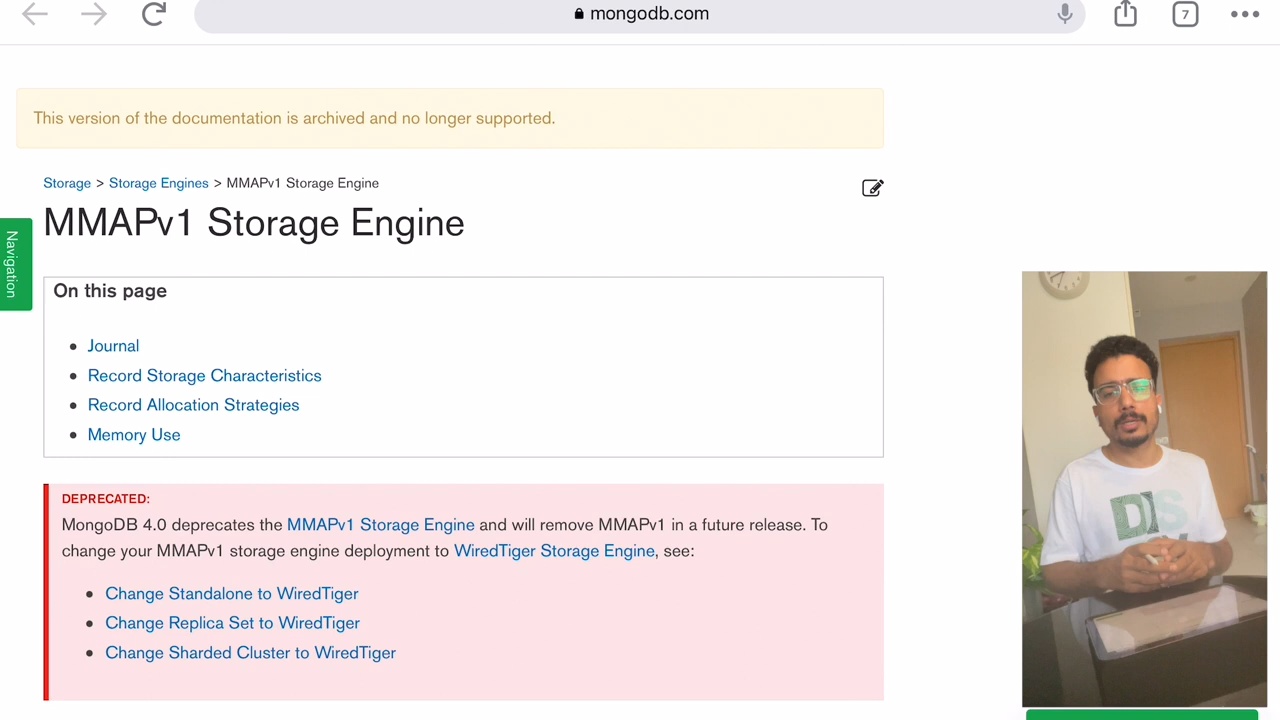 mongodb.com
7
This version of the documentation is archived and no longer supported.
Storage > Storage Engines > MMAPv1 Storage Engine
MMAPv1 Storage Engine
Navigation
On this page
Journal
Record Storage Characteristics
Record Allocation Strategies
Memory Use
DEPRECATED:
MongoDB 4.0 deprecates the MMAPv1 Storage Engine and will remove MMAPv1 in a future release. To
change your MMAPv1 storage engine deployment to WiredTiger Storage Engine, see:
Change Standalone to WiredTiger
Change Replica Set to WiredTiger
Change Sharded Cluster to WiredTiger